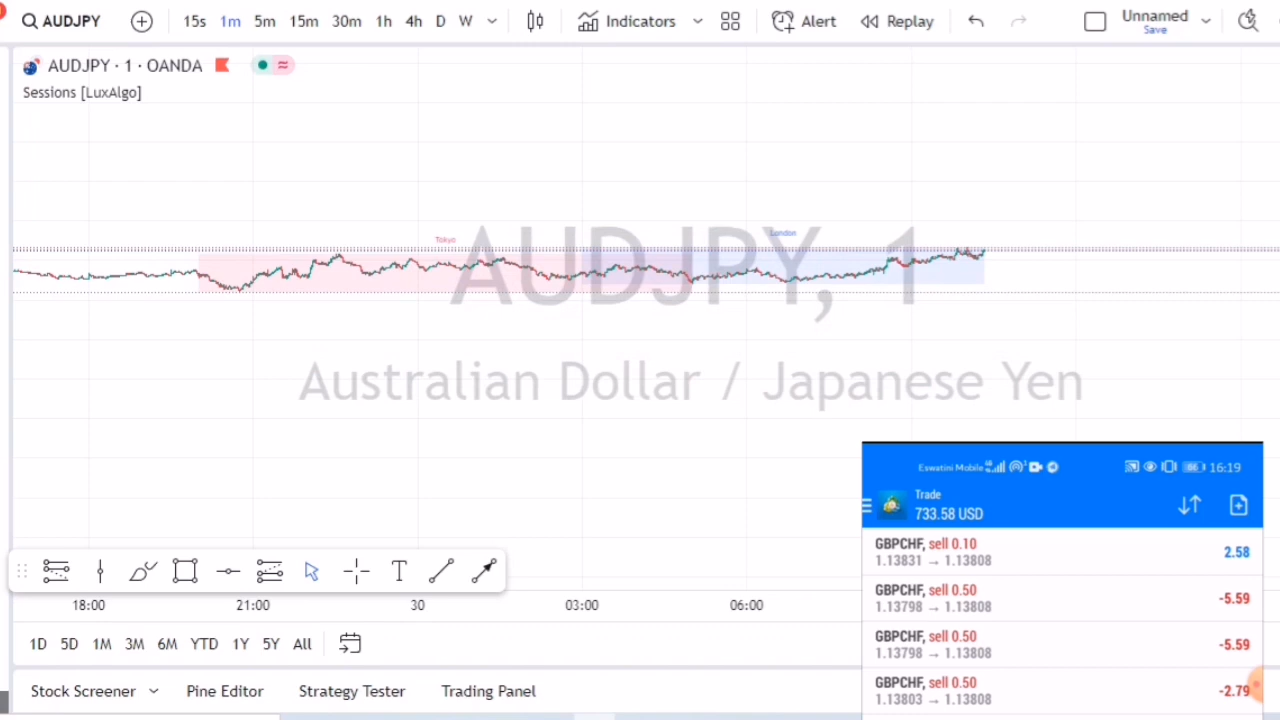 AUDJPY 15s 1m 5m 15m 30m 1h 4h D W Indicators Alert Replay Unnamed
Save
AUDJPY · 1 · OANDA
Sessions [LuxAlgo]
Tokyo
London
AUDJPY, 1
Australian Dollar / Japanese Yen
Eswatini Mobile 86 16:19
Trade
733.58 USD
GBPCHF, sell 0.10
1.13831 → 1.13808
2.58
GBPCHF, sell 0.50
1.13798 → 1.13808
-5.59
GBPCHF, sell 0.50
1.13798 → 1.13808
-5.59
GBPCHF, sell 0.50
1.13803 → 1.13808
-2.79
T
18:00 21:00 30 03:00 06:00
1D 5D 1M 3M 6M YTD 1Y 5Y All
Stock Screener Pine Editor Strategy Tester Trading Panel